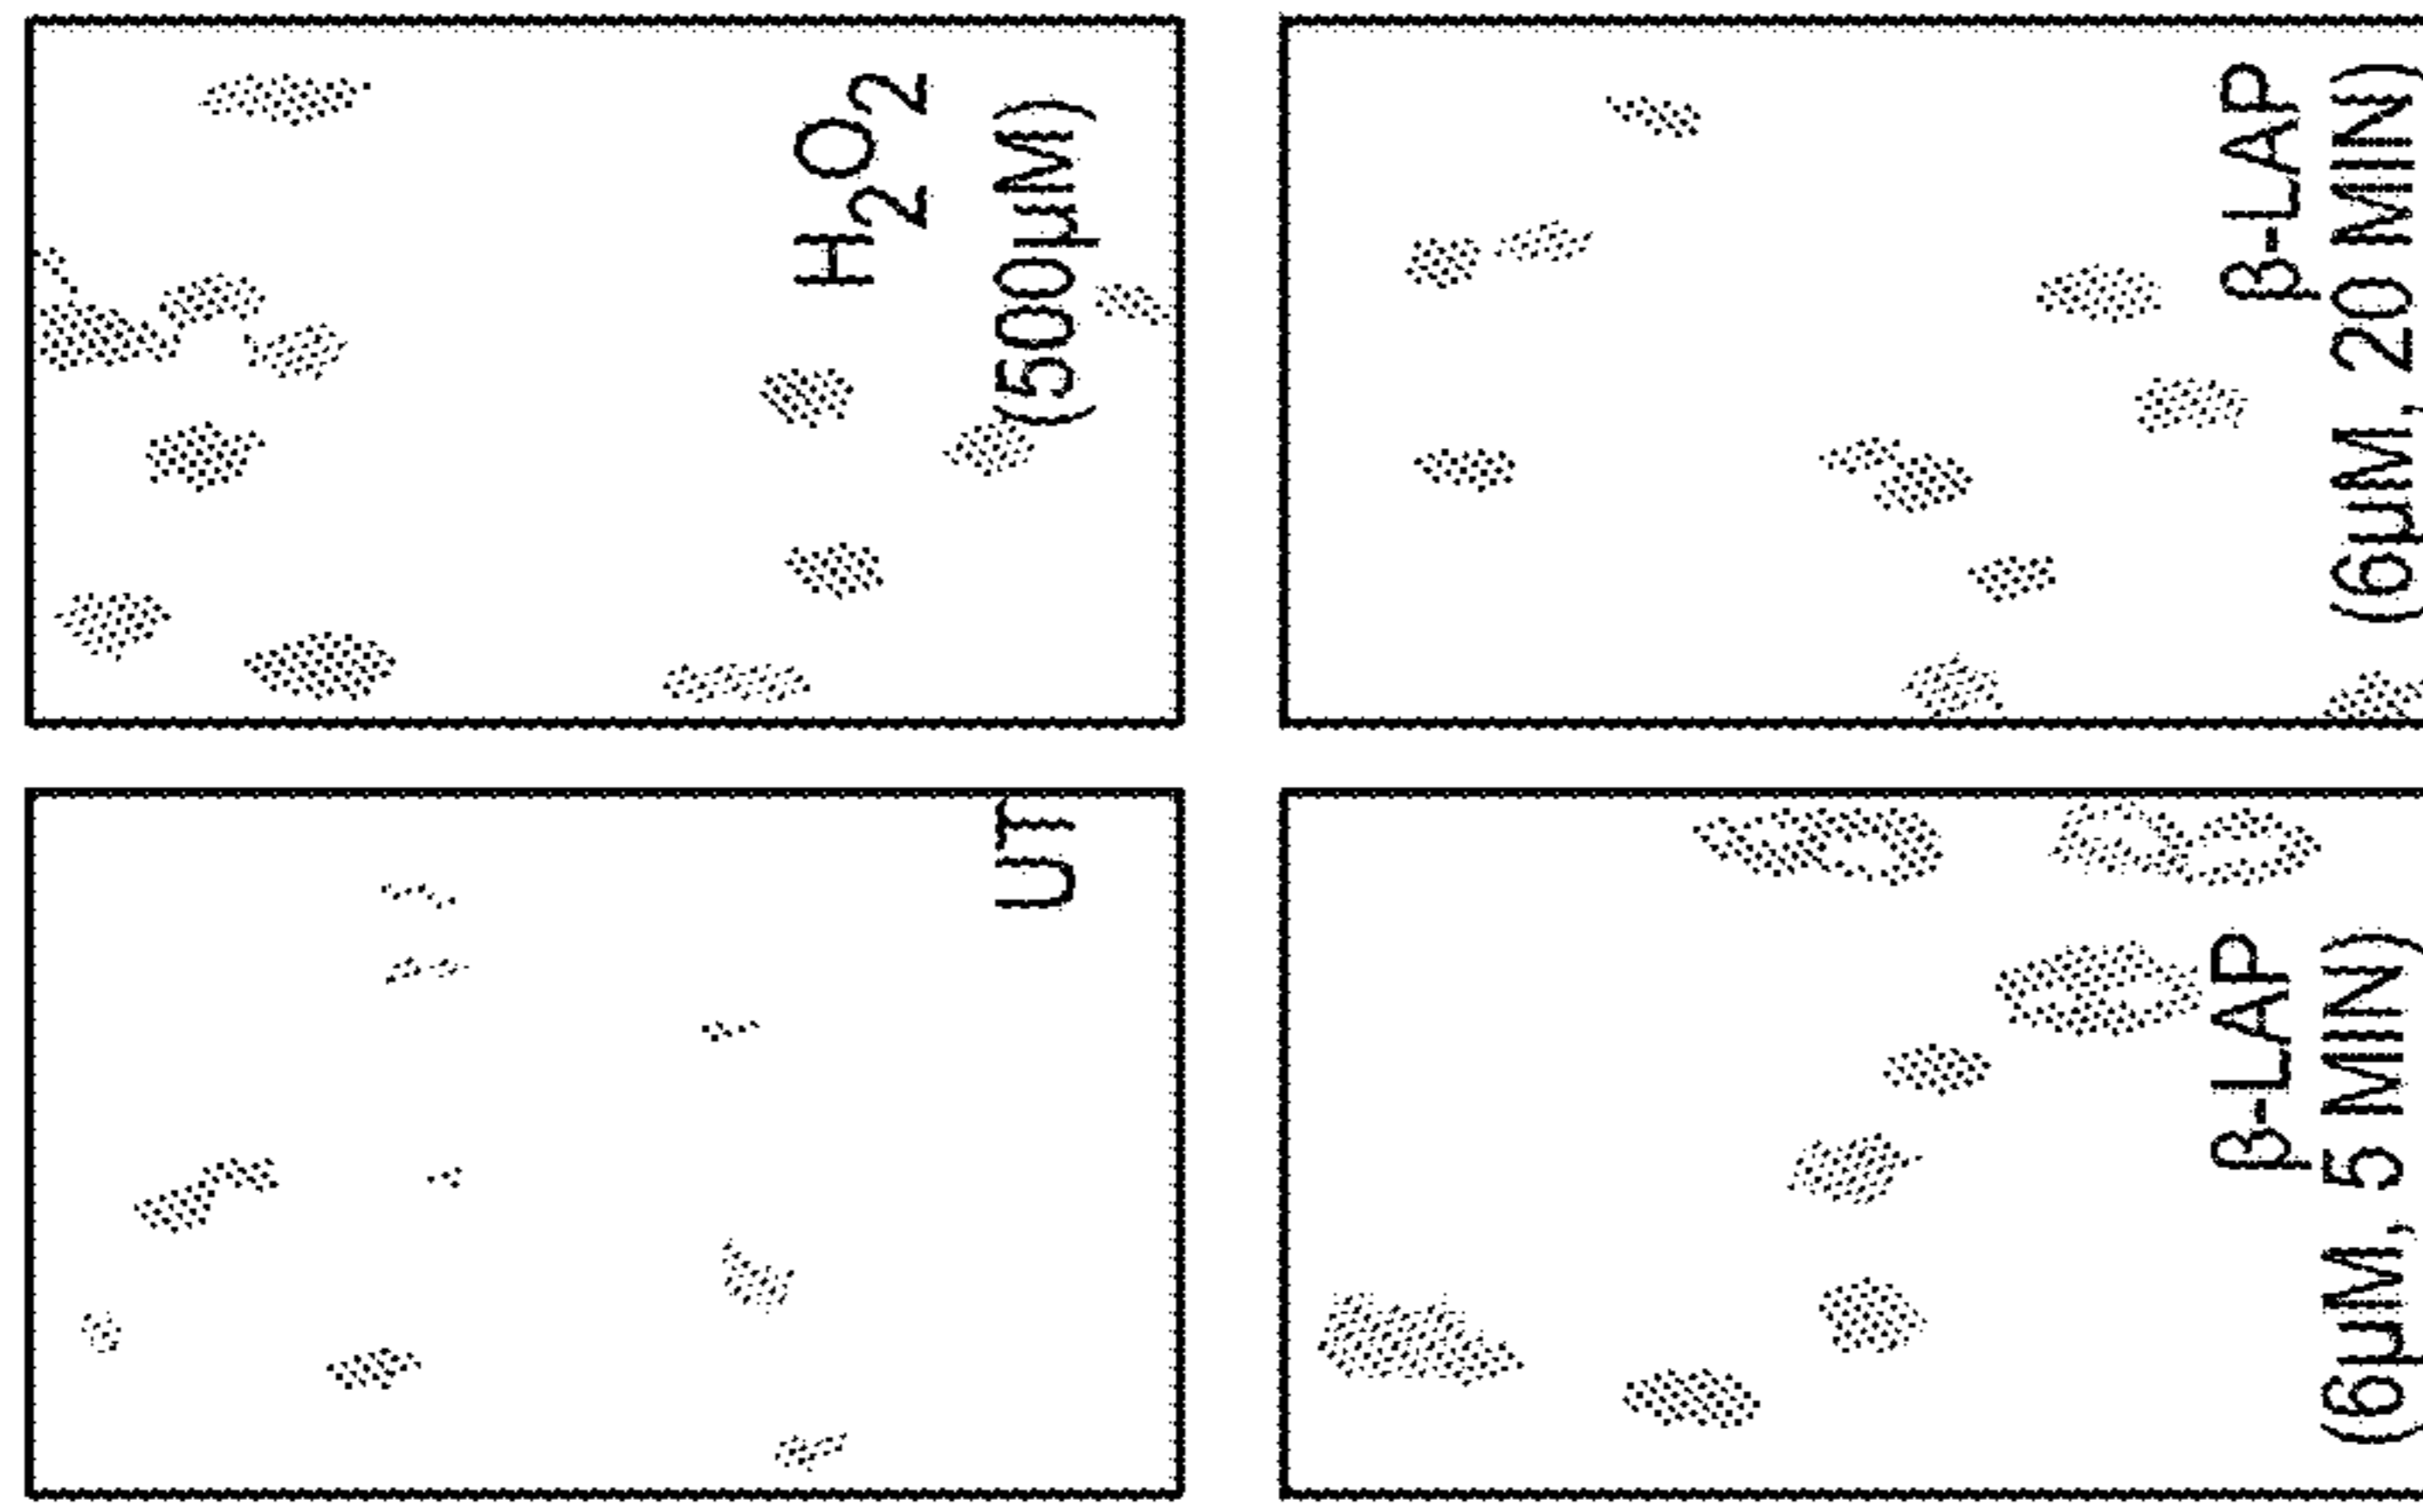 UT
H₂O₂
(500µM)
β-LAP
(6µM, 5 MIN)
β-LAP
(6µM, 20 MIN)